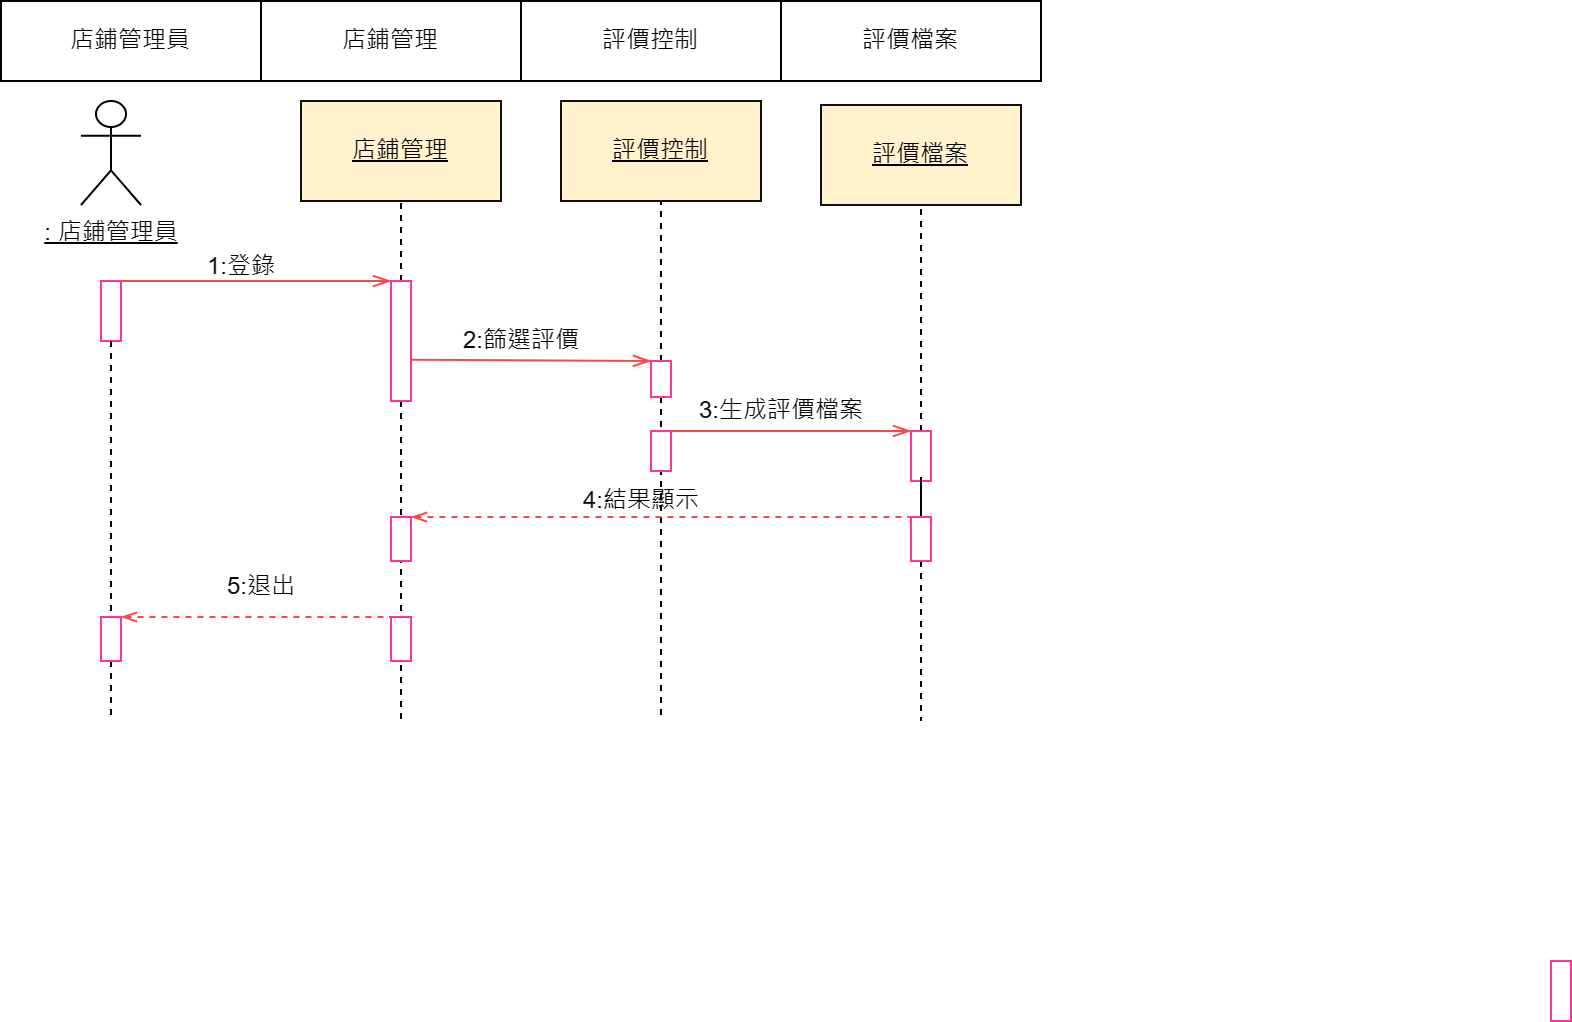 店鋪管理員
店鋪管理
評價控制
評價檔案
店鋪管理
評價控制
評價檔案
: 店鋪管理員
1:登錄
2:篩選評價
3:生成評價檔案
4:結果顯示
5:退出